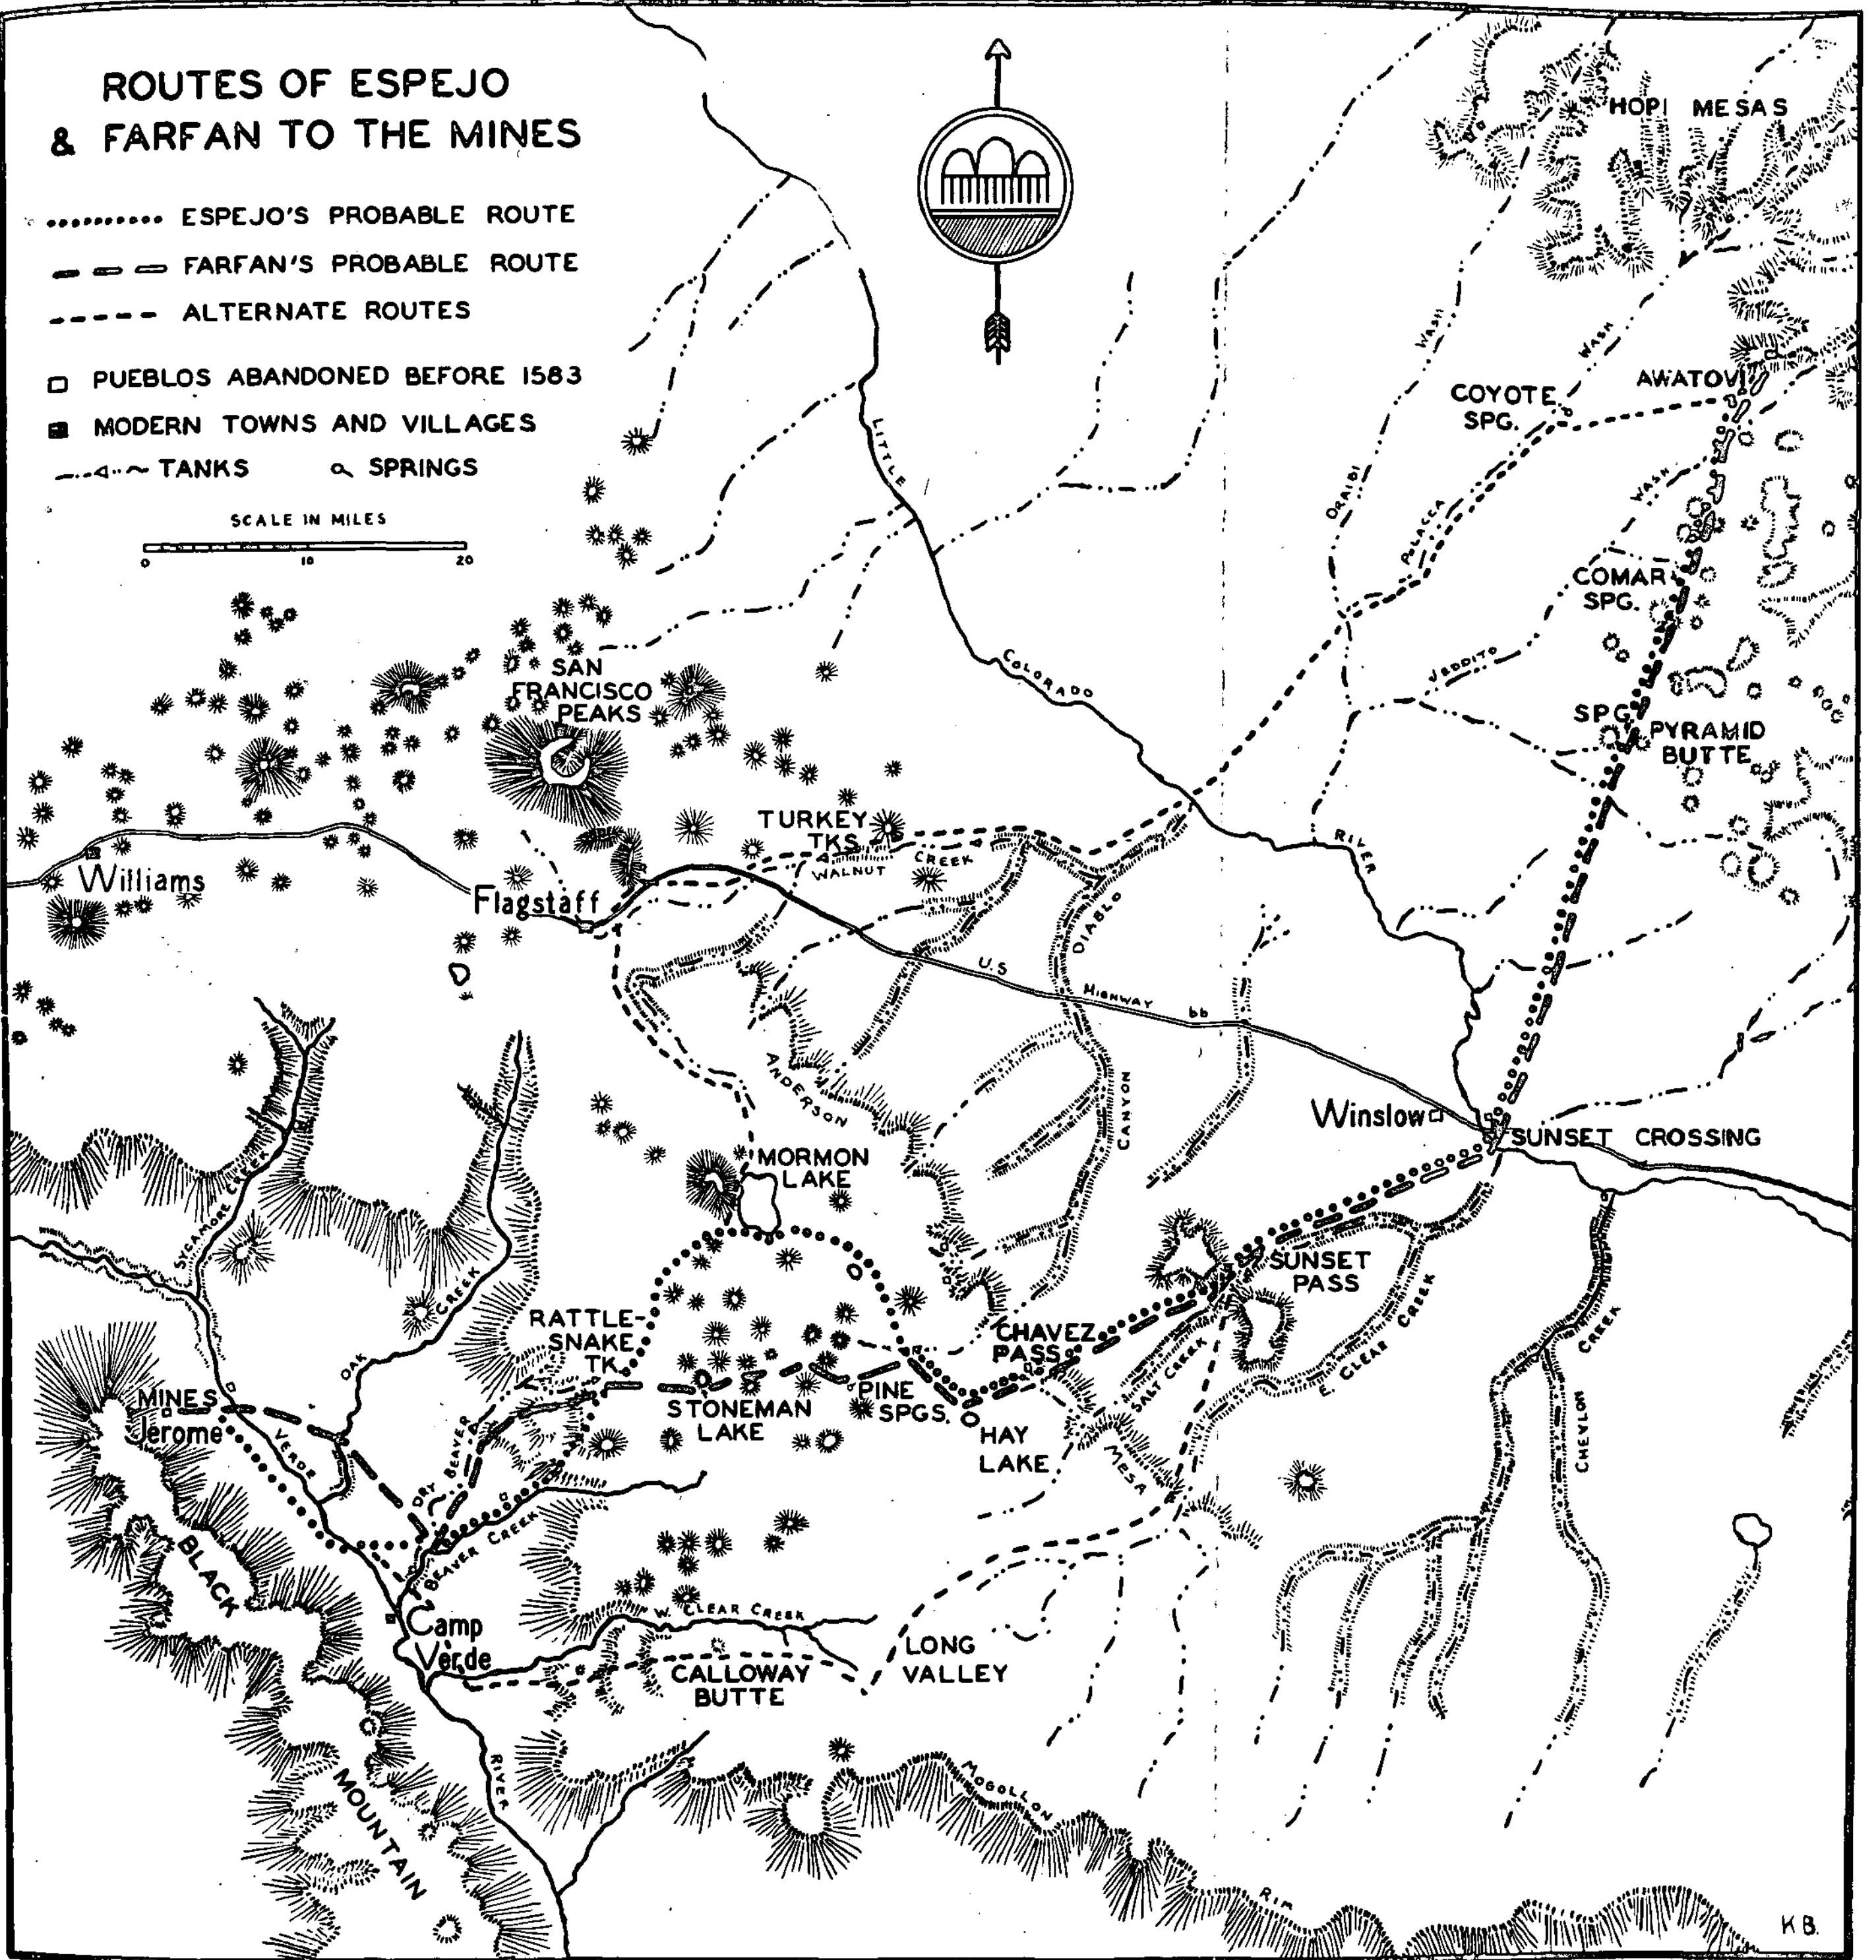 ROUTES OF ESPEJO
& FARFAN TO THE MINES
ESPEJO'S PROBABLE ROUTE
FARFAN'S PROBABLE ROUTE
ALTERNATE ROUTES
PUEBLOS ABANDONED BEFORE 1583
MODERN TOWNS AND VILLAGES
TANKS
SPRINGS
SCALE IN MILES
0 10 20
HOPI MESAS
WASH
WASH
COYOTE
SPG.
AWATOVI
LITTLE
ORAIBI
POLACCA
WASH
COMAR
SPG.
SAN
FRANCISCO
PEAKS
COLORADO
JEDDITO
SPG.
PYRAMID
BUTTE
TURKEY
TKS
CREEK
WALNUT
RIVER
Williams
Flagstaff
DIABLO
U.S
HIGHWAY
66
ANDERSON
CANYON
Winslow
SUNSET CROSSING
MORMON
LAKE
SYCAMORE CREEK
SUNSET
PASS
OAK
CREEK
RATTLE-
SNAKE
TK.
CHAVEZ
PASS
SALT CREEK
E. CLEAR CREEK
CREEK
CHEVLON
MINES
Jerome
STONEMAN
LAKE
PINE
SPGS.
HAY
LAKE
MESA
VERDE
DRY BEAVER
BEAVER CREEK
BLACK
W. CLEAR CREEK
Camp
Verde
LONG
VALLEY
CALLOWAY
BUTTE
RIVER
MOUNTAIN
MOGOLLON
RIM
K B.